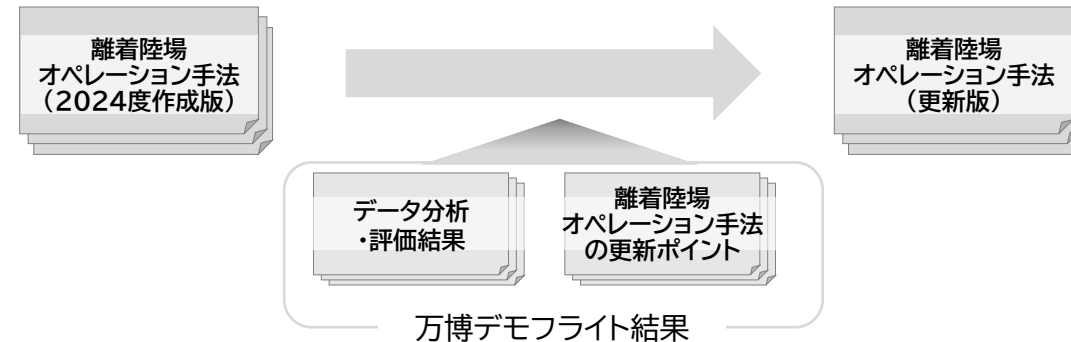 離着陸場
オペレーション手法
(2024度作成版)
離着陸場
オペレーション手法
(更新版)
データ分析
・評価結果
離着陸場
オペレーション手法
の更新ポイント
万博デモフライト結果